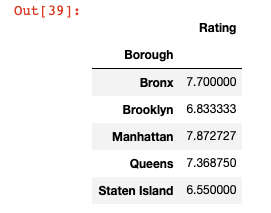 Out[39]:
Rating
Borough
Bronx 7.700000
Brooklyn 6.833333
Manhattan 7.872727
Queens 7.368750
Staten Island 6.550000